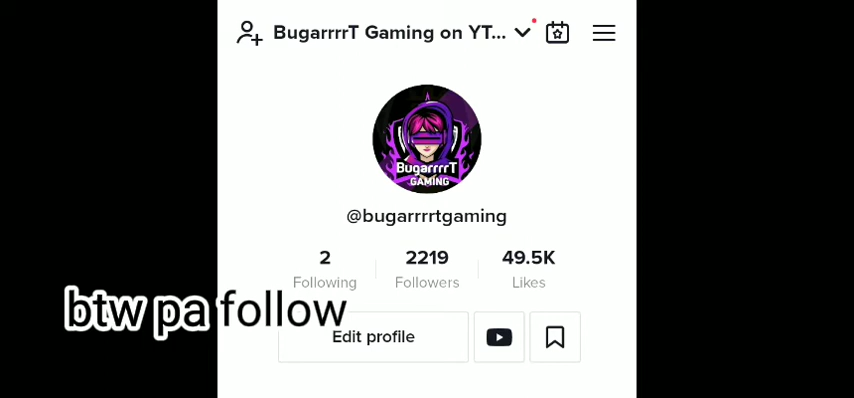 BugarrrrT Gaming on YT...
BugarrrrT
GAMING
@bugarrrrtgaming
2 2219 49.5K
Following Followers Likes
btw pa follow
Edit profile